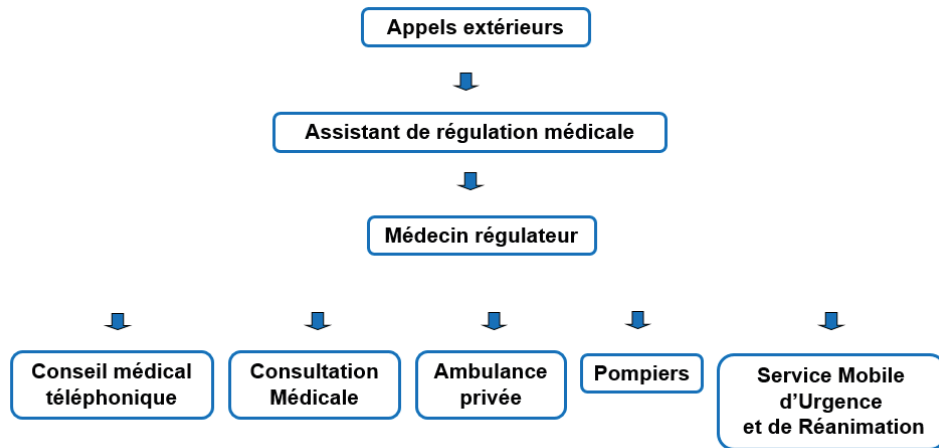 Appels extérieurs
Assistant de régulation médicale
Médecin régulateur
Conseil médical
téléphonique
Consultation
Médicale
Ambulance
privée
Pompiers
Service Mobile
d’Urgence
et de Réanimation